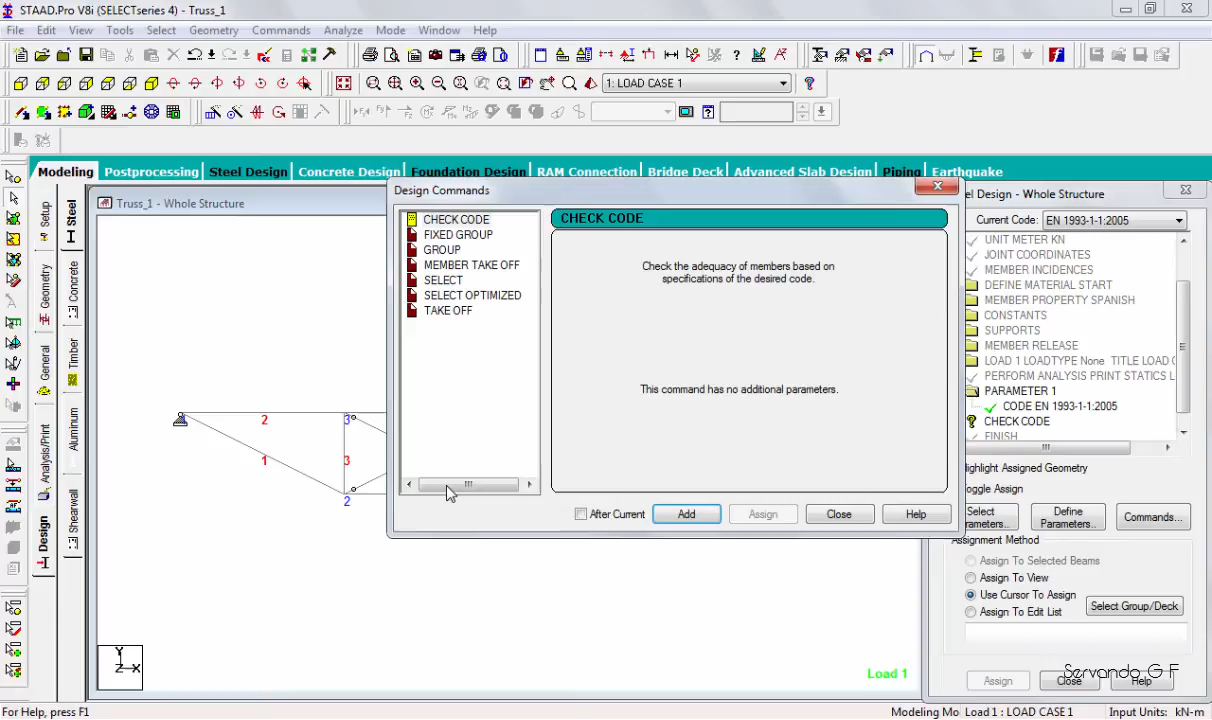 STAAD.Pro V8i (SELECTseries 4) - Truss_1
File Edit View Tools Select Geometry Commands Analyze Mode Window Help
1: LOAD CASE 1
Modeling Postprocessing Steel Design Concrete Design Foundation Design RAM Connection Bridge Deck Advanced Slab Design Piping Earthquake
Setup
Geometry
General
Analysis/Print
Design
Steel
Concrete
Timber
Aluminum
Shearwall
Truss_1 - Whole Structure
2
3
1
3
2
Y
Z X
Load 1
Design Commands
CHECK CODE
FIXED GROUP
GROUP
MEMBER TAKE OFF
SELECT
SELECT OPTIMIZED
TAKE OFF
CHECK CODE
Check the adequacy of members based on
specifications of the desired code.
This command has no additional parameters.
After Current Add Assign Close Help
el Design - Whole Structure
Current Code: EN 1993-1-1:2005
UNIT METER KN
JOINT COORDINATES
MEMBER INCIDENCES
DEFINE MATERIAL START
MEMBER PROPERTY SPANISH
CONSTANTS
SUPPORTS
MEMBER RELEASE
LOAD 1 LOADTYPE None TITLE LOAD C
PERFORM ANALYSIS PRINT STATICS L
PARAMETER 1
CODE EN 1993-1-1:2005
CHECK CODE
FINISH
Highlight Assigned Geometry
Toggle Assign
Select Parameters... Define Parameters.. Commands...
Assignment Method
Assign To Selected Beams
Assign To View
Use Cursor To Assign
Assign To Edit List
Select Group/Deck
Assign Close Help
Servando G F
For Help, press F1
Modeling Mo Load 1 : LOAD CASE 1 Input Units: kN-m